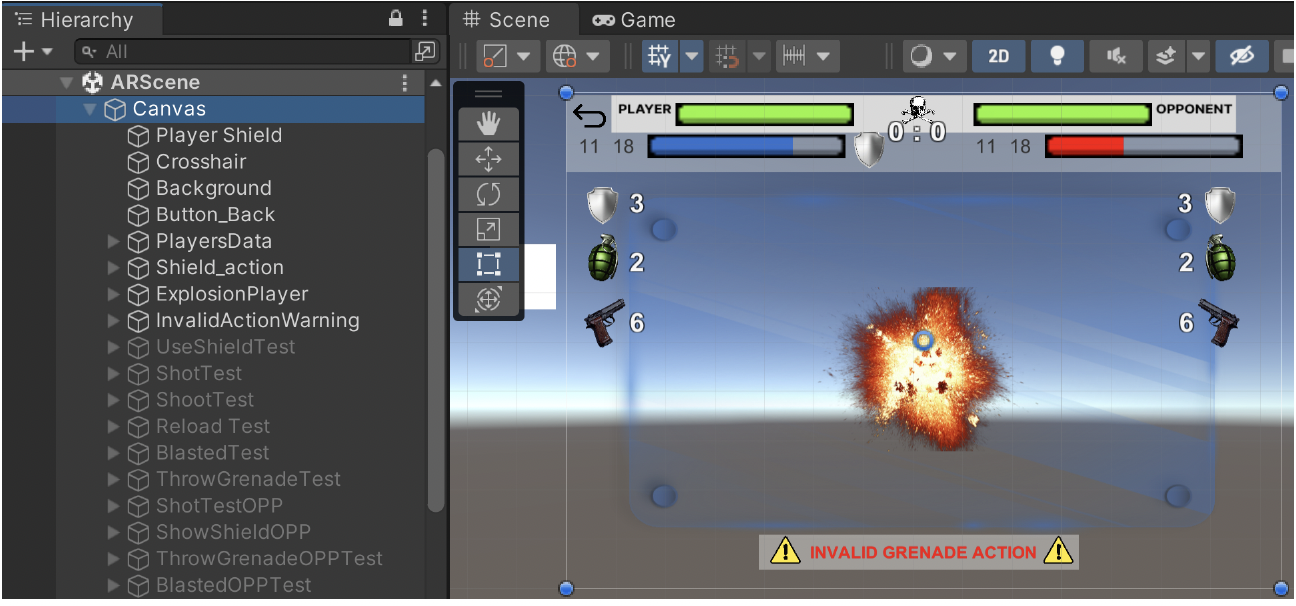 Hierarchy
All
ARScene
Canvas
Player Shield
Crosshair
Background
Button_Back
PlayersData
Shield_action
ExplosionPlayer
InvalidActionWarning
UseShieldTest
ShotTest
ShootTest
Reload Test
BlastedTest
ThrowGrenadeTest
ShotTestOPP
ShowShieldOPP
ThrowGrenadeOPPTest
BlastedOPPTest
Scene Game
2D
PLAYER OPPONENT
0 : 0
11 18 11 18
3 3
2 2
6 6
INVALID GRENADE ACTION